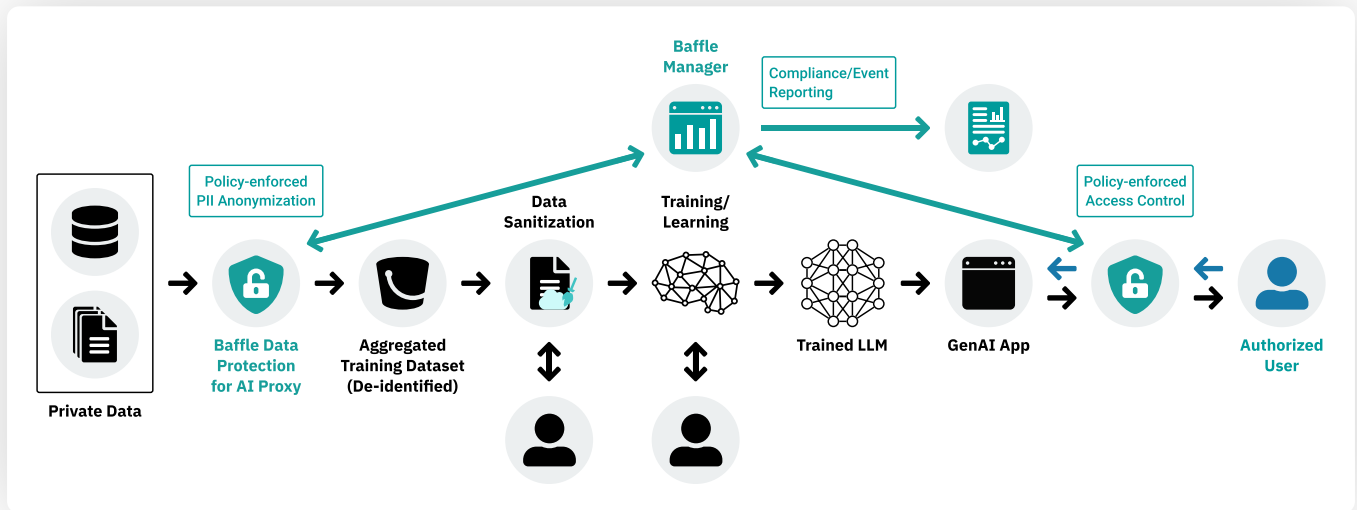 Baffle
Manager
Compliance/Event
Reporting
Policy-enforced
PII Anonymization
Policy-enforced
Access Control
Data
Sanitization
Training/
Learning
Baffle Data
Protection
for AI Proxy
Aggregated
Training Dataset
(De-identified)
Trained LLM
GenAI App
Authorized
User
Private Data